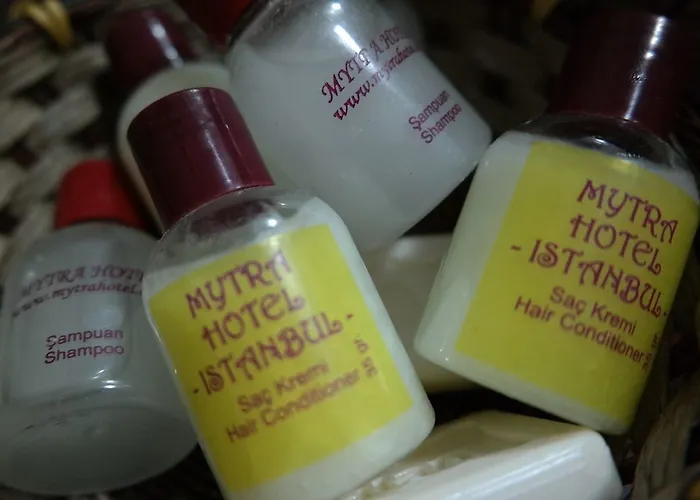 MYTRA HOTEL
www.mytrahotel.
Şampuan
Shampoo
MYTRA
HOTEL
- ISTANBUL -
Saç Kremi
Hair Conditioner
MYTRA HOTEL
www.mytrahotel
Şampuan
Shampoo
MYTRA
HOTEL
- ISTANBUL -
Saç Kremi
Hair Conditioner